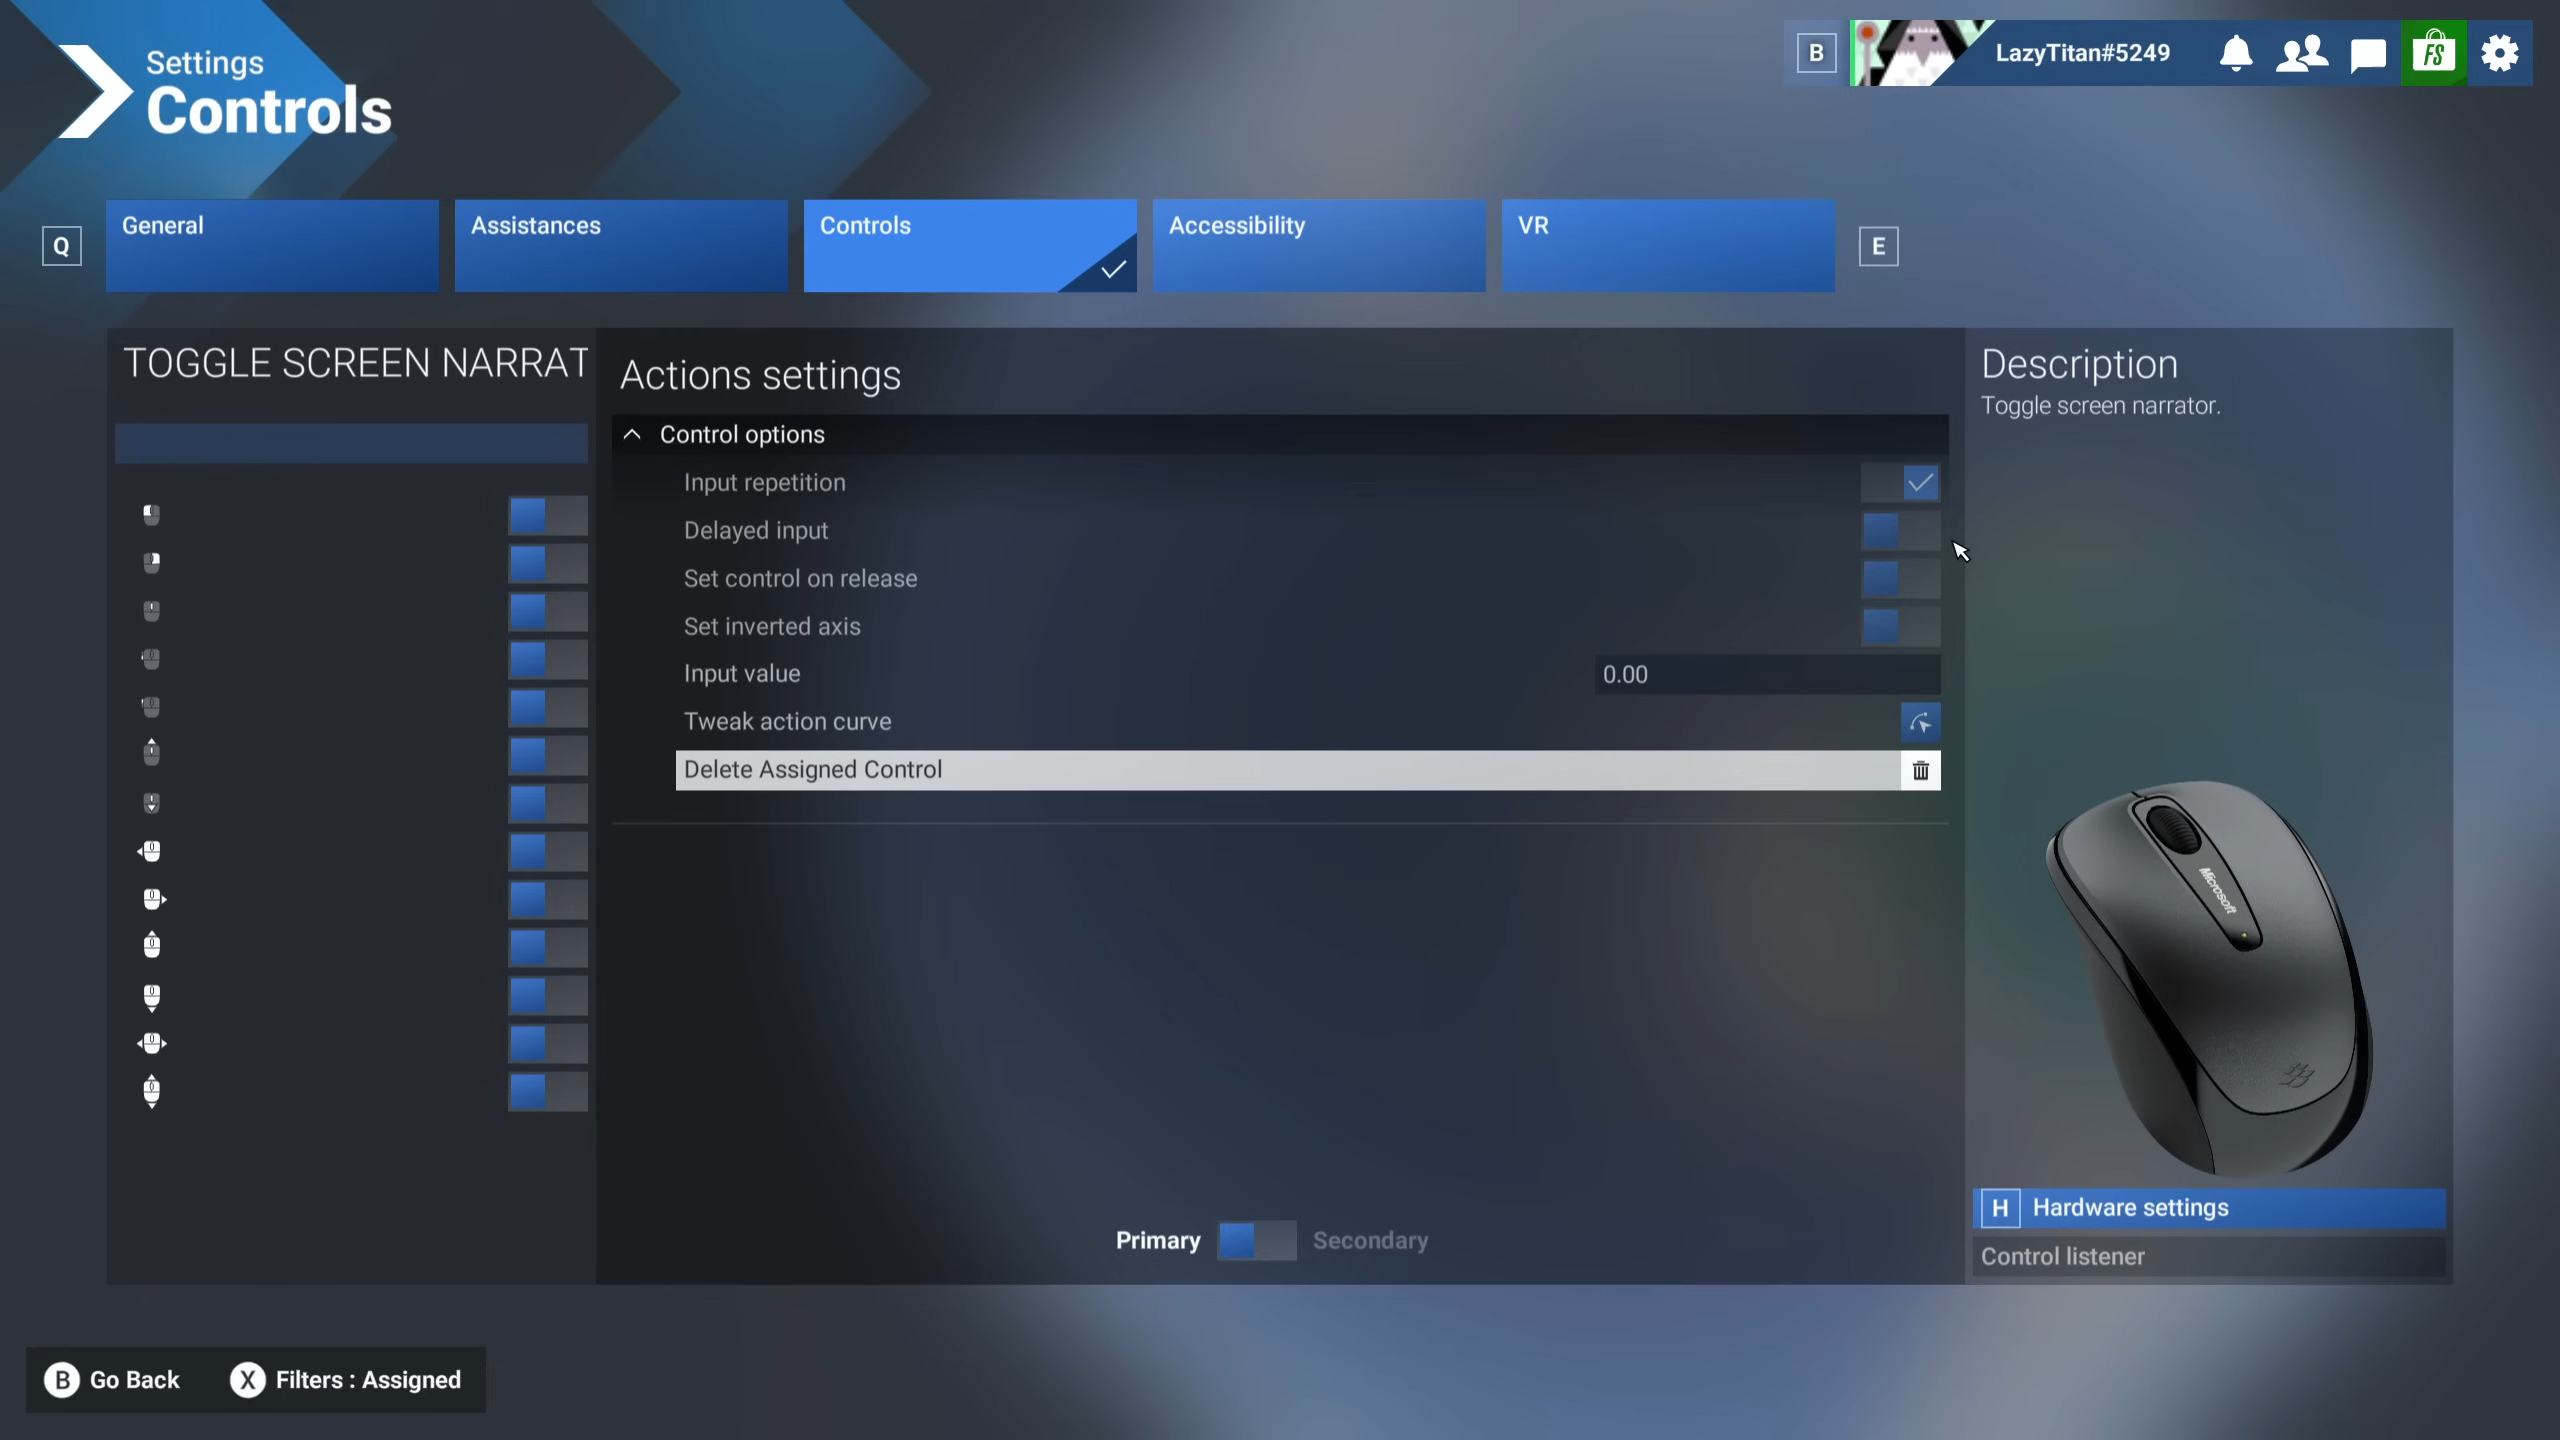 Settings
Controls
B
LazyTitan#5249
FS
Q
General
Assistances
Controls
Accessibility
VR
E
TOGGLE SCREEN NARRAT
Actions settings
Control options
Input repetition
Delayed input
Set control on release
Set inverted axis
Input value
0.00
Tweak action curve
Delete Assigned Control
Primary
Secondary
Description
Toggle screen narrator.
Microsoft
H Hardware settings
Control listener
B Go Back
X Filters : Assigned